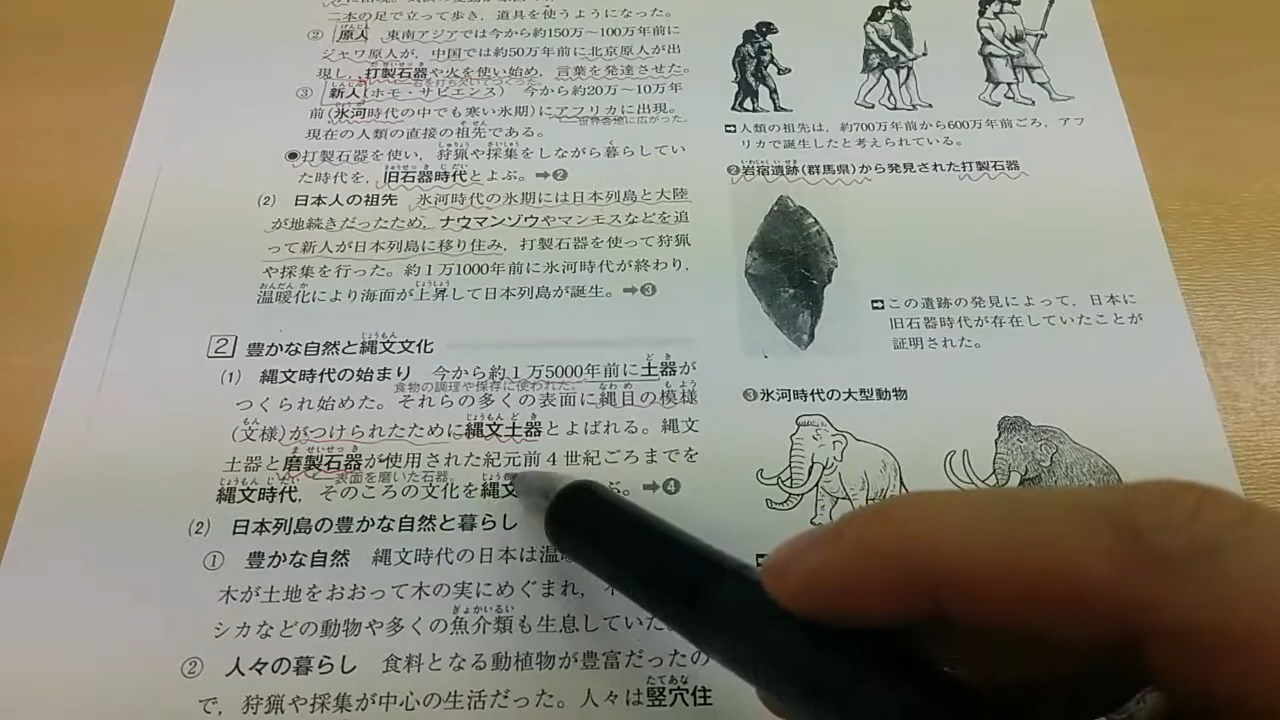 二本の足で立って歩き，道具を使うようになった。
② 原人 東南アジアでは今から約150万～100万年前に
ジャワ原人が，中国では約50万年前に北京原人が出
現し，打製石器や火を使い始め，言葉を発達させた。
③ 新人(ホモ・サピエンス) 今から約20万～10万年
前(氷河時代の中でも寒い氷期)にアフリカに出現。
世界各地に広がった。
現在の人類の直接の祖先である。
◉打製石器を使い，狩猟や採集をしながら暮らしてい
た時代を，旧石器時代とよぶ。➡❷
(2) 日本人の祖先 氷河時代の氷期には日本列島と大陸
が地続きだったため，ナウマンゾウやマンモスなどを追
って新人が日本列島に移り住み，打製石器を使って狩猟
や採集を行った。約1万1000年前に氷河時代が終わり，
温暖化により海面が上昇して日本列島が誕生。➡❸
2 豊かな自然と縄文文化
(1) 縄文時代の始まり 今から約1万5000年前に土器が
食物の調理や保存に使われた。
つくられ始めた。それらの多くの表面に縄目の模様
(文様)がつけられたために縄文土器とよばれる。縄文
土器と磨製石器が使用された紀元前4世紀ごろまでを
表面を磨いた石器。
縄文時代，そのころの文化を縄文 ぶ。➡❹
(2) 日本列島の豊かな自然と暮らし
① 豊かな自然 縄文時代の日本は温
木が土地をおおって木の実にめぐまれ，
シカなどの動物や多くの魚介類も生息していた
② 人々の暮らし 食料となる動植物が豊富だったの
で，狩猟や採集が中心の生活だった。人々は竪穴住
➡人類の祖先は，約700万年前から600万年前ごろ，アフ
リカで誕生したと考えられている。
❷岩宿遺跡(群馬県)から発見された打製石器
➡この遺跡の発見によって，日本に
旧石器時代が存在していたことが
証明された。
❸氷河時代の大型動物